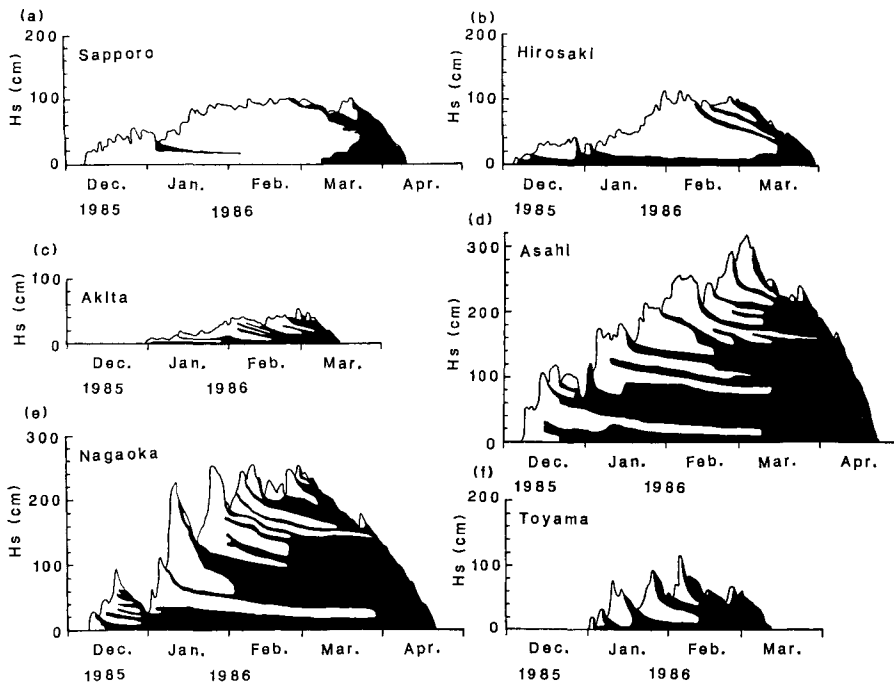 (a)
Sapporo
Hs (cm)
200
100
0
Dec. Jan. Feb. Mar. Apr.
1985 1986
(b)
Hirosaki
Hs (cm)
200
100
0
Dec. Jan. Feb. Mar.
1985 1986
(c)
Akita
Hs (cm)
100
0
Dec. Jan. Feb. Mar.
1985 1986
(d)
Asahi
Hs (cm)
300
200
100
0
Dec. Jan. Feb. Mar. Apr.
1985 1986
(e)
Nagaoka
Hs (cm)
300
200
100
0
Dec. Jan. Feb. Mar. Apr.
1985 1986
(f)
Toyama
Hs (cm)
200
100
0
Dec. Jan. Feb. Mar.
1985 1986